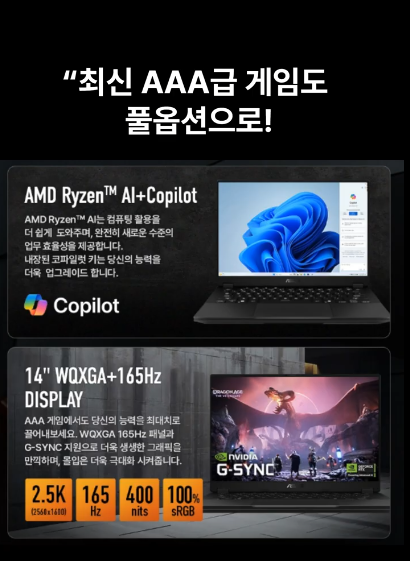 “최신 AAA급 게임도
풀옵션으로!
AMD Ryzen™ AI+Copilot
AMD Ryzen™ AI는 컴퓨팅 활용을
더 쉽게 도와주며, 완전히 새로운 수준의
업무 효율성을 제공합니다.
내장된 코파일럿 키는 당신의 능력을
더욱 업그레이드 합니다.
Copilot
14" WQXGA+165Hz
DISPLAY
AAA 게임에서도 당신의 능력을 최대치로
끌어내보세요. WQXGA 165Hz 패널과
G-SYNC 지원으로 더욱 생생한 그래픽을
만끽하며, 몰입은 더욱 극대화 시켜줍니다.
2.5K
(2560x1600)
165
Hz
400
nits
100%
sRGB
NVIDIA
G-SYNC